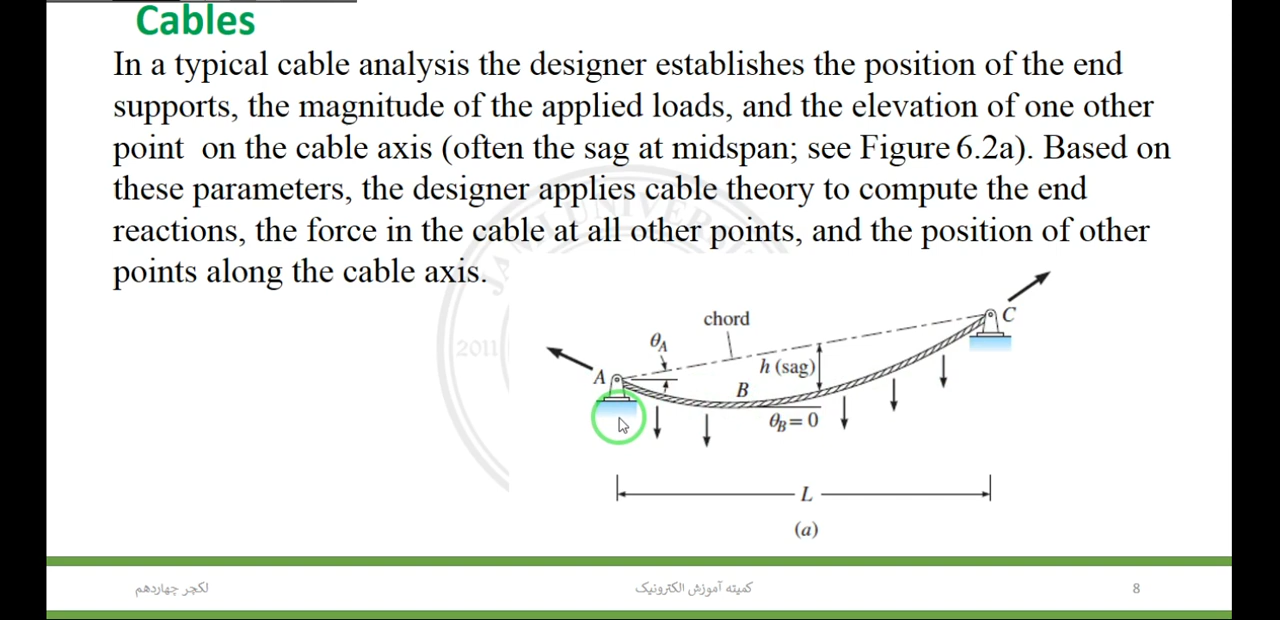 Cables
In a typical cable analysis the designer establishes the position of the end
supports, the magnitude of the applied loads, and the elevation of one other
point on the cable axis (often the sag at midspan; see Figure 6.2a). Based on
these parameters, the designer applies cable theory to compute the end
reactions, the force in the cable at all other points, and the position of other
points along the cable axis.
chord
C
θA
h (sag)
A
B
θB = 0
L
(a)
2011
لکچر چهاردهم
کمیته آموزش الکترونیک
8